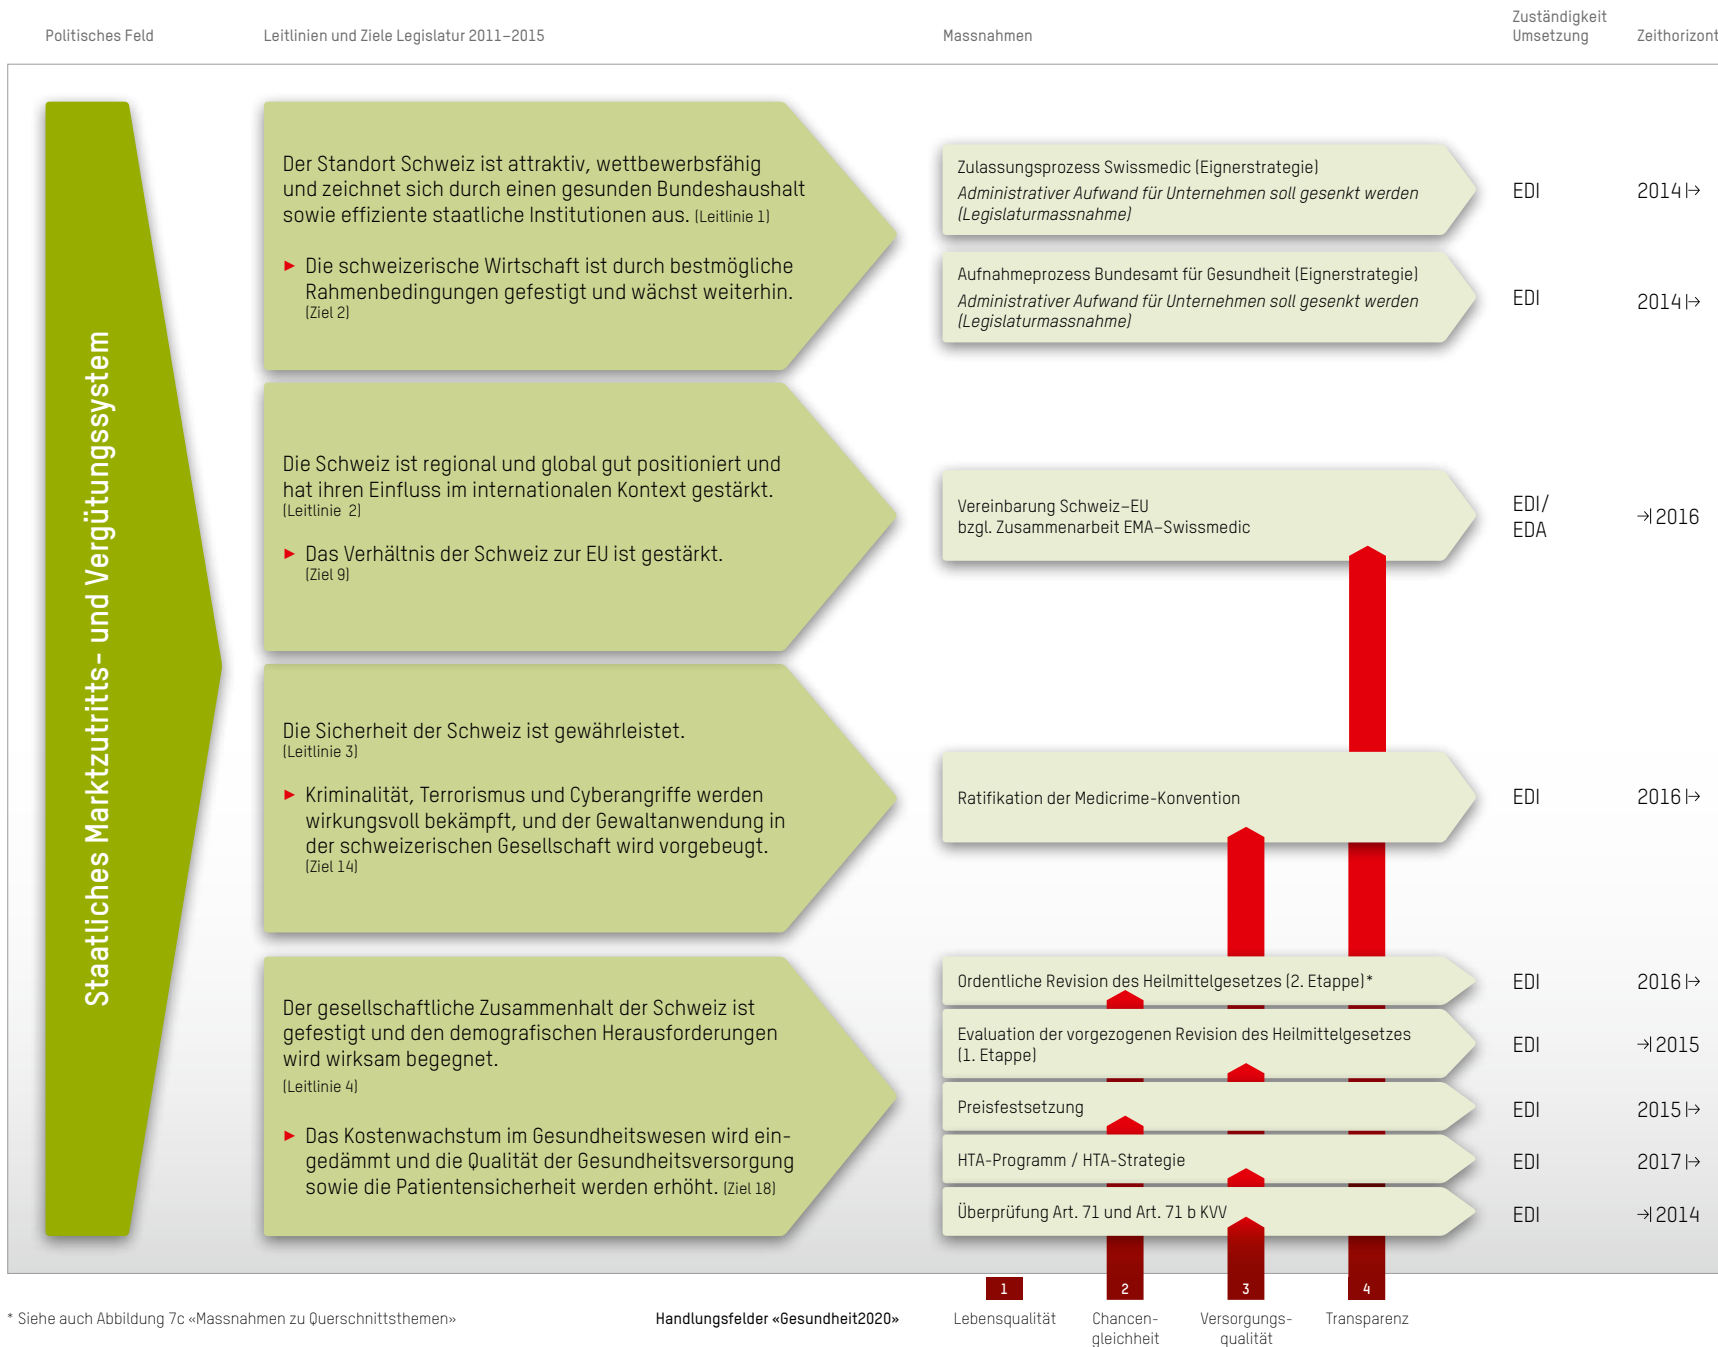 Politisches Feld
Leitlinien und Ziele Legislatur 2011–2015
Massnahmen
Zuständigkeit
Umsetzung
Zeithorizont
Staatliches Marktzutritts- und Vergütungssystem
Der Standort Schweiz ist attraktiv, wettbewerbsfähig
und zeichnet sich durch einen gesunden Bundeshaushalt
sowie effiziente staatliche Institutionen aus. (Leitlinie 1)
► Die schweizerische Wirtschaft ist durch bestmögliche
Rahmenbedingungen gefestigt und wächst weiterhin.
(Ziel 2)
Zulassungsprozess Swissmedic (Eignerstrategie)
Administrativer Aufwand für Unternehmen soll gesenkt werden
(Legislaturmassnahme)
EDI
2014 |→
Aufnahmeprozess Bundesamt für Gesundheit (Eignerstrategie)
Administrativer Aufwand für Unternehmen soll gesenkt werden
(Legislaturmassnahme)
EDI
2014 |→
Die Schweiz ist regional und global gut positioniert und
hat ihren Einfluss im internationalen Kontext gestärkt.
(Leitlinie 2)
► Das Verhältnis der Schweiz zur EU ist gestärkt.
(Ziel 9)
Vereinbarung Schweiz–EU
bzgl. Zusammenarbeit EMA–Swissmedic
EDI/
EDA
→| 2016
Die Sicherheit der Schweiz ist gewährleistet.
(Leitlinie 3)
► Kriminalität, Terrorismus und Cyberangriffe werden
wirkungsvoll bekämpft, und der Gewaltanwendung in
der schweizerischen Gesellschaft wird vorgebeugt.
(Ziel 14)
Ratifikation der Medicrime-Konvention
EDI
2016 |→
Der gesellschaftliche Zusammenhalt der Schweiz ist
gefestigt und den demografischen Herausforderungen
wird wirksam begegnet.
(Leitlinie 4)
► Das Kostenwachstum im Gesundheitswesen wird ein-
gedämmt und die Qualität der Gesundheitsversorgung
sowie die Patientensicherheit werden erhöht. (Ziel 18)
Ordentliche Revision des Heilmittelgesetzes (2. Etappe)*
EDI
2016 |→
Evaluation der vorgezogenen Revision des Heilmittelgesetzes
(1. Etappe)
EDI
→| 2015
Preisfestsetzung
EDI
2015 |→
HTA-Programm / HTA-Strategie
EDI
2017 |→
Überprüfung Art. 71 und Art. 71 b KVV
EDI
→| 2014
* Siehe auch Abbildung 7c «Massnahmen zu Querschnittsthemen»
Handlungsfelder «Gesundheit2020»
1
Lebensqualität
2
Chancen-
gleichheit
3
Versorgungs-
qualität
4
Transparenz